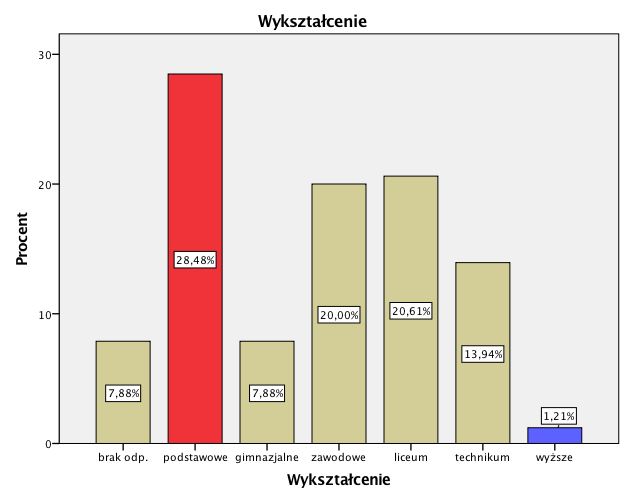 Wykształcenie
Procent
30
20
10
0
7,88%
28,48%
7,88%
20,00%
20,61%
13,94%
1,21%
brak odp. podstawowe gimnazjalne zawodowe liceum technikum wyższe
Wykształcenie